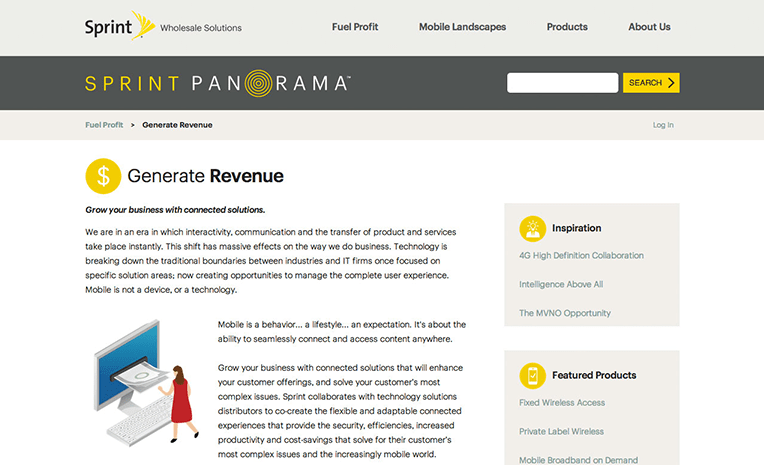 Sprint Wholesale Solutions
Fuel Profit Mobile Landscapes Products About Us
SPRINT PANORAMA™
SEARCH
Fuel Profit > Generate Revenue
Log In
$ Generate Revenue
Grow your business with connected solutions.
We are in an era in which interactivity, communication and the transfer of product and services
take place instantly. This shift has massive effects on the way we do business. Technology is
breaking down the traditional boundaries between industries and IT firms once focused on
specific solution areas; now creating opportunities to manage the complete user experience.
Mobile is not a device, or a technology.
Mobile is a behavior... a lifestyle... an expectation. It's about the
ability to seamlessly connect and access content anywhere.
Grow your business with connected solutions that will enhance
your customer offerings, and solve your customer's most
complex issues. Sprint collaborates with technology solutions
distributors to co-create the flexible and adaptable connected
experiences that provide the security, efficiencies, increased
productivity and cost-savings that solve for their customer's
most complex issues and the increasingly mobile world.
Inspiration
4G High Definition Collaboration
Intelligence Above All
The MVNO Opportunity
Featured Products
Fixed Wireless Access
Private Label Wireless
Mobile Broadband on Demand